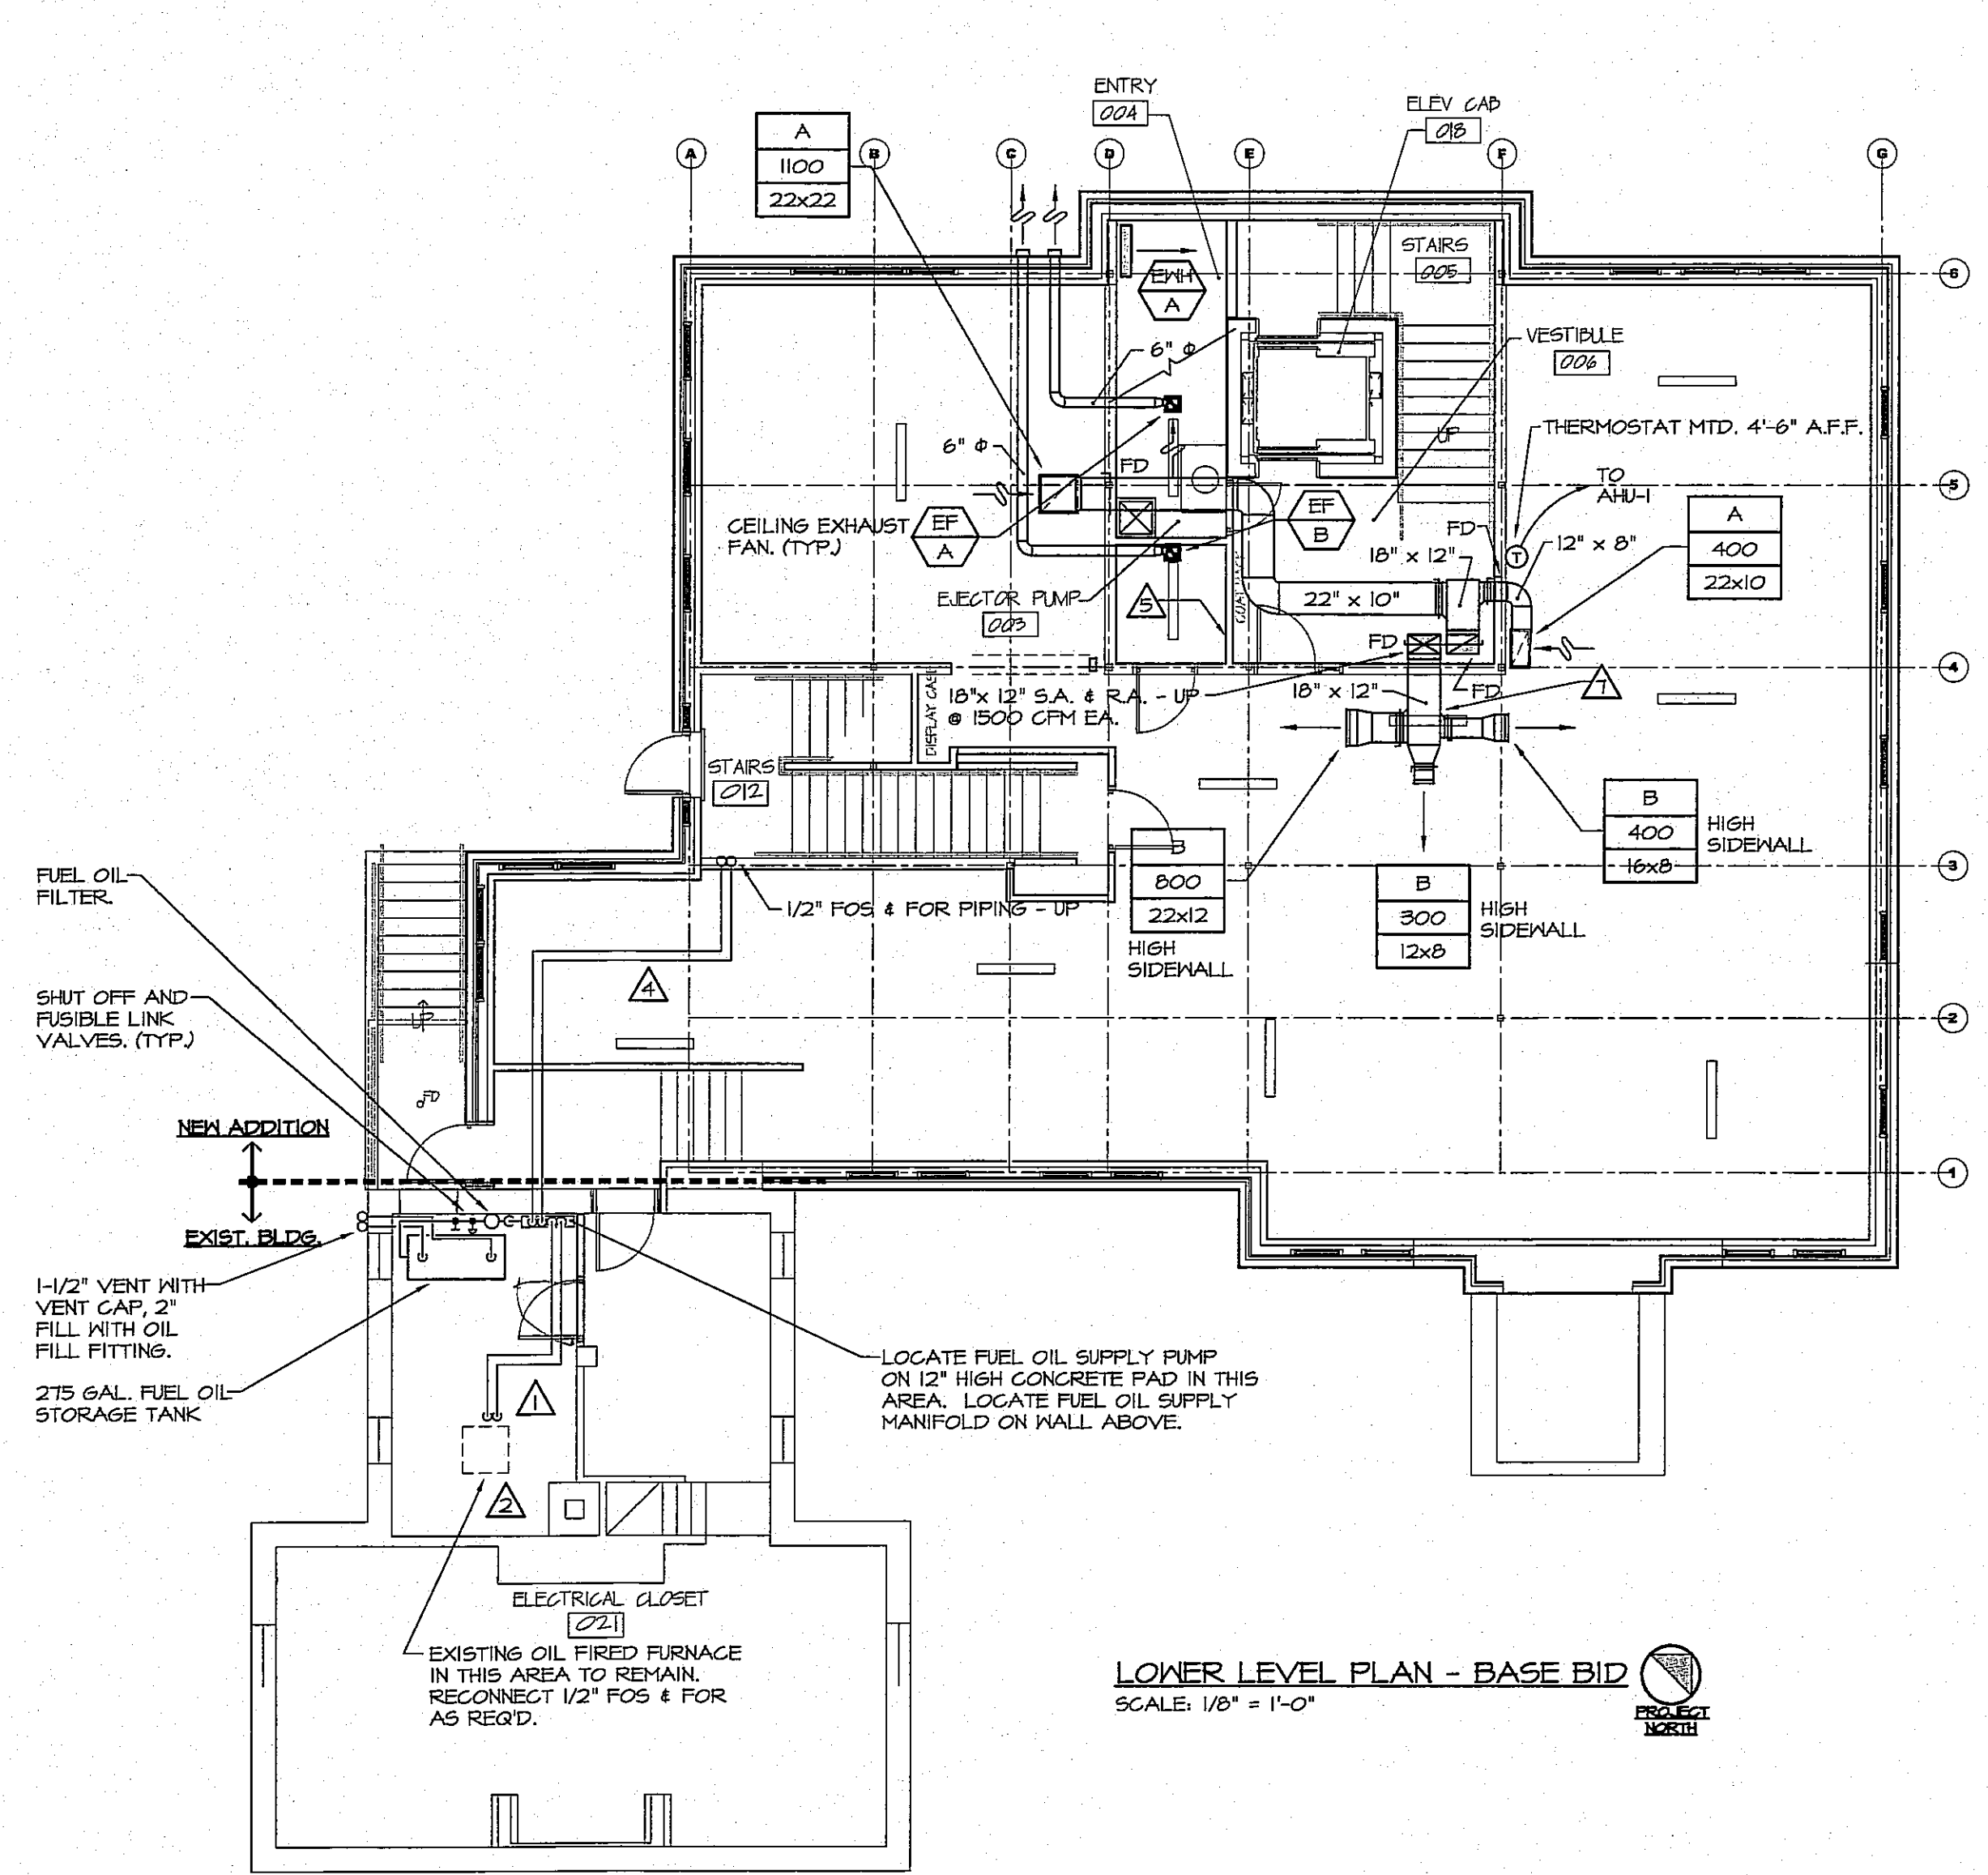 ENTRY
004
ELEV CAB
018
A
1100
22x22
A
B
C
D
E
F
G
STAIRS
005
6
EWH
A
VESTIBULE
006
6" Φ
UP
THERMOSTAT MTD. 4'-6" A.F.F.
6" Φ
FD
TO
AHU-1
5
A
400
22x10
CEILING EXHAUST
FAN. (TYP.)
EF
A
EF
B
FD
T
12" x 8"
18" x 12"
EJECTOR PUMP
003
5
22" x 10"
FD
4
DISPLAY CASE
18"x 12" S.A. & R.A. - UP
@ 1500 CFM EA.
18" x 12"
FD
7
STAIRS
012
B
400
16x8
HIGH
SIDEWALL
B
800
22x12
HIGH
SIDEWALL
B
300
12x8
HIGH
SIDEWALL
3
FUEL OIL
FILTER.
1/2" FOS & FOR PIPING - UP
4
SHUT OFF AND
FUSIBLE LINK
VALVES. (TYP.)
UP
2
FD
NEW ADDITION
1
EXIST. BLDG.
1-1/2" VENT WITH
VENT CAP, 2"
FILL WITH OIL
FILL FITTING.
275 GAL. FUEL OIL
STORAGE TANK
LOCATE FUEL OIL SUPPLY PUMP
ON 12" HIGH CONCRETE PAD IN THIS
AREA. LOCATE FUEL OIL SUPPLY
MANIFOLD ON WALL ABOVE.
1
2
ELECTRICAL CLOSET
021
EXISTING OIL FIRED FURNACE
IN THIS AREA TO REMAIN.
RECONNECT 1/2" FOS & FOR
AS REQ'D.
LOWER LEVEL PLAN - BASE BID
SCALE: 1/8" = 1'-0"
PROJECT
NORTH